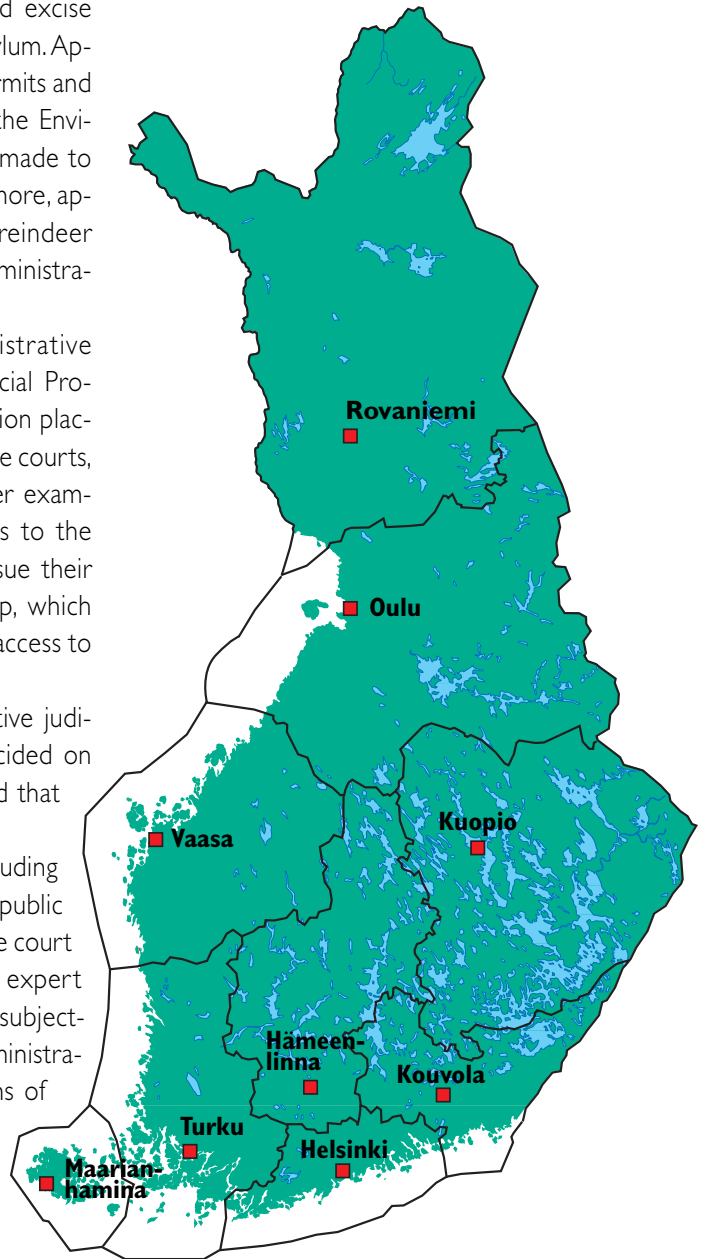 d excise
ylum. Ap-
rmits and
the Envi-
made to
more, ap-
reindeer
ministra-
istrative
cial Pro-
ion plac-
e courts,
er exam-
s to the
sue their
p, which
access to
tive judi-
cided on
d that
uding
public
e court
expert
subject-
ministra-
ns of
Rovaniemi
Oulu
Vaasa
Kuopio
Hämeen-
linna
Kouvola
Turku
Helsinki
Maarian-
hamina